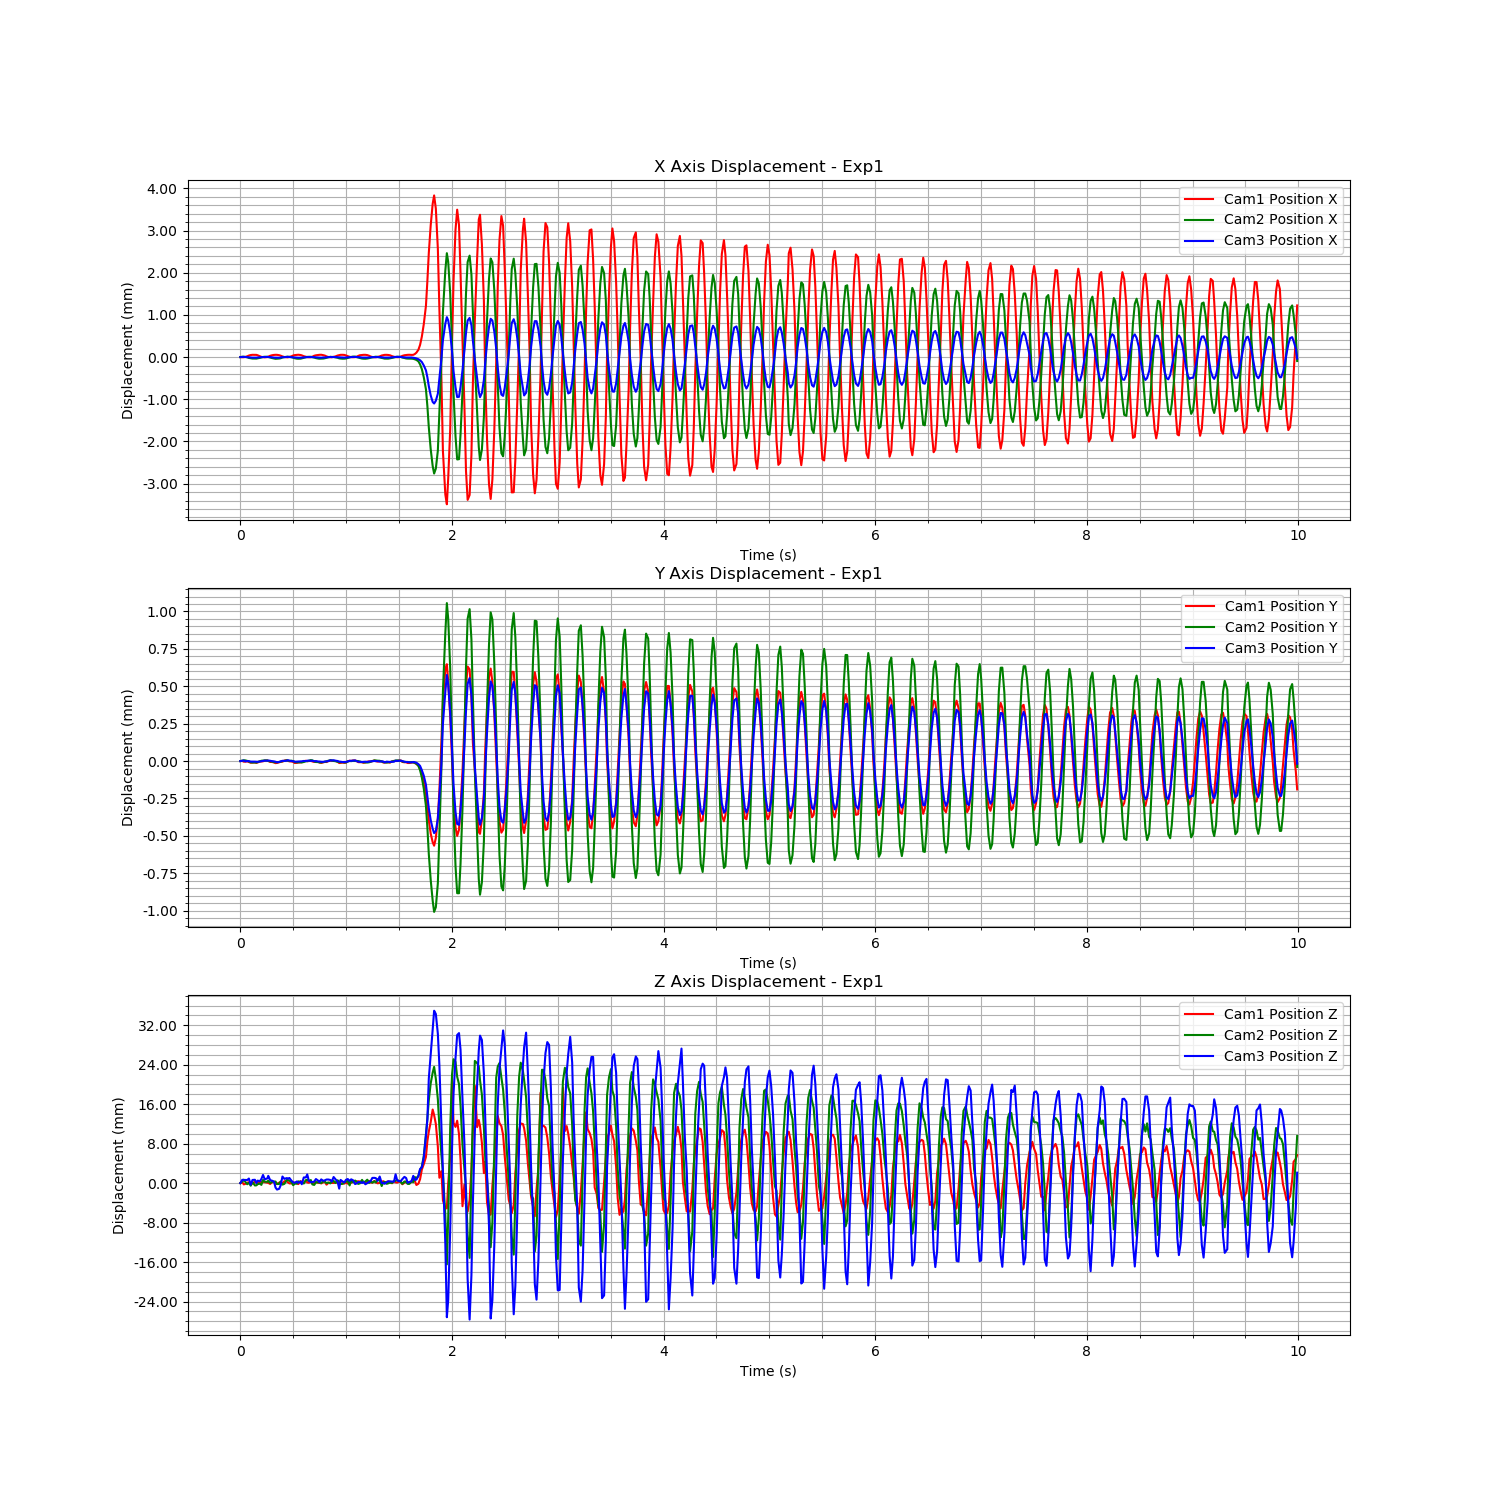 X Axis Displacement - Exp1
4.00
3.00
2.00
1.00
0.00
-1.00
-2.00
-3.00
Displacement (mm)
Cam1 Position X
Cam2 Position X
Cam3 Position X
0 2 4 6 8 10
Time (s)
Y Axis Displacement - Exp1
1.00
0.75
0.50
0.25
0.00
-0.25
-0.50
-0.75
-1.00
Displacement (mm)
Cam1 Position Y
Cam2 Position Y
Cam3 Position Y
0 2 4 6 8 10
Time (s)
Z Axis Displacement - Exp1
32.00
24.00
16.00
8.00
0.00
-8.00
-16.00
-24.00
Displacement (mm)
Cam1 Position Z
Cam2 Position Z
Cam3 Position Z
0 2 4 6 8 10
Time (s)